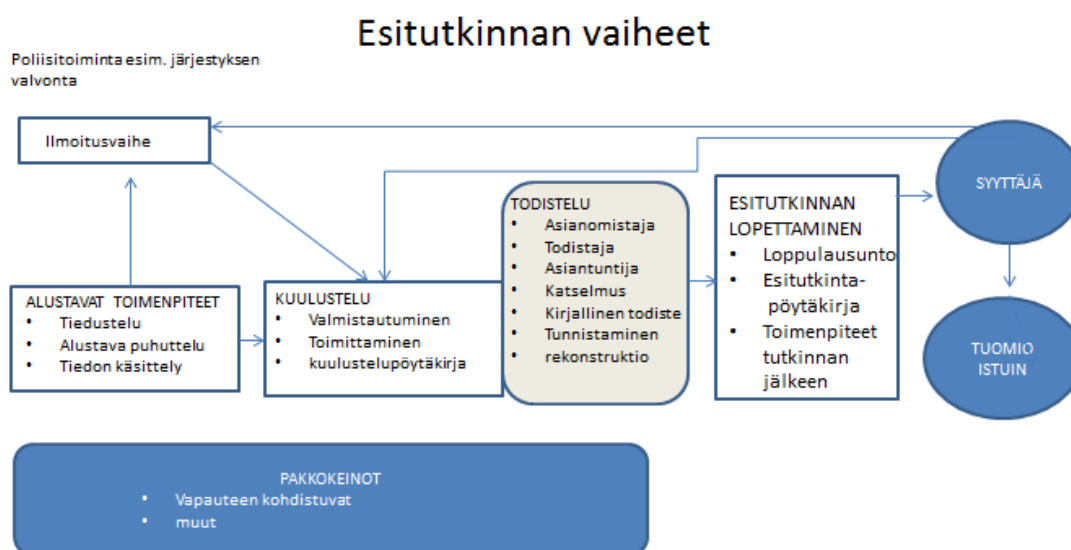 Esitutkinnan vaiheet
Poliisitoiminta esim. järjestyksen
valvonta
Ilmoitusvaihe
ALUSTAVAT TOIMENPITEET
• Tiedustelu
• Alustava puhuttelu
• Tiedon käsittely
KUULUSTELU
• Valmistautuminen
• Toimittaminen
• kuulustelupöytäkirja
TODISTELU
• Asianomistaja
• Todistaja
• Asiantuntija
• Katselmus
• Kirjallinen todiste
• Tunnistaminen
• rekonstruktio
ESITUTKINNAN
LOPETTAMINEN
• Loppulausunto
• Esitutkinta-
pöytäkirja
• Toimenpiteet
tutkinnan
jälkeen
SYYTTÄJÄ
TUOMIO
ISTUIN
PAKKOKEINOT
• Vapauteen kohdistuvat
• muut